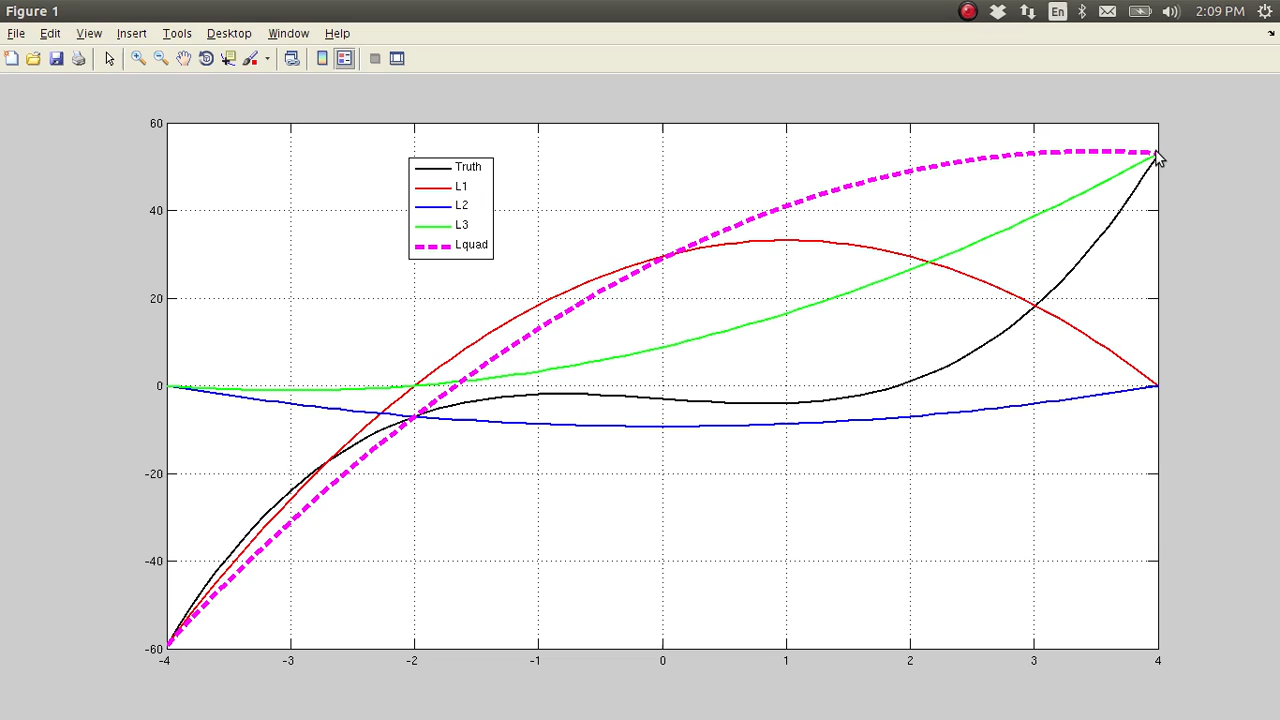 Figure 1
En
2:09 PM
File Edit View Insert Tools Desktop Window Help
60
40
20
0
-20
-40
-60
Truth
L1
L2
L3
Lquad
-4 -3 -2 -1 0 1 2 3 4